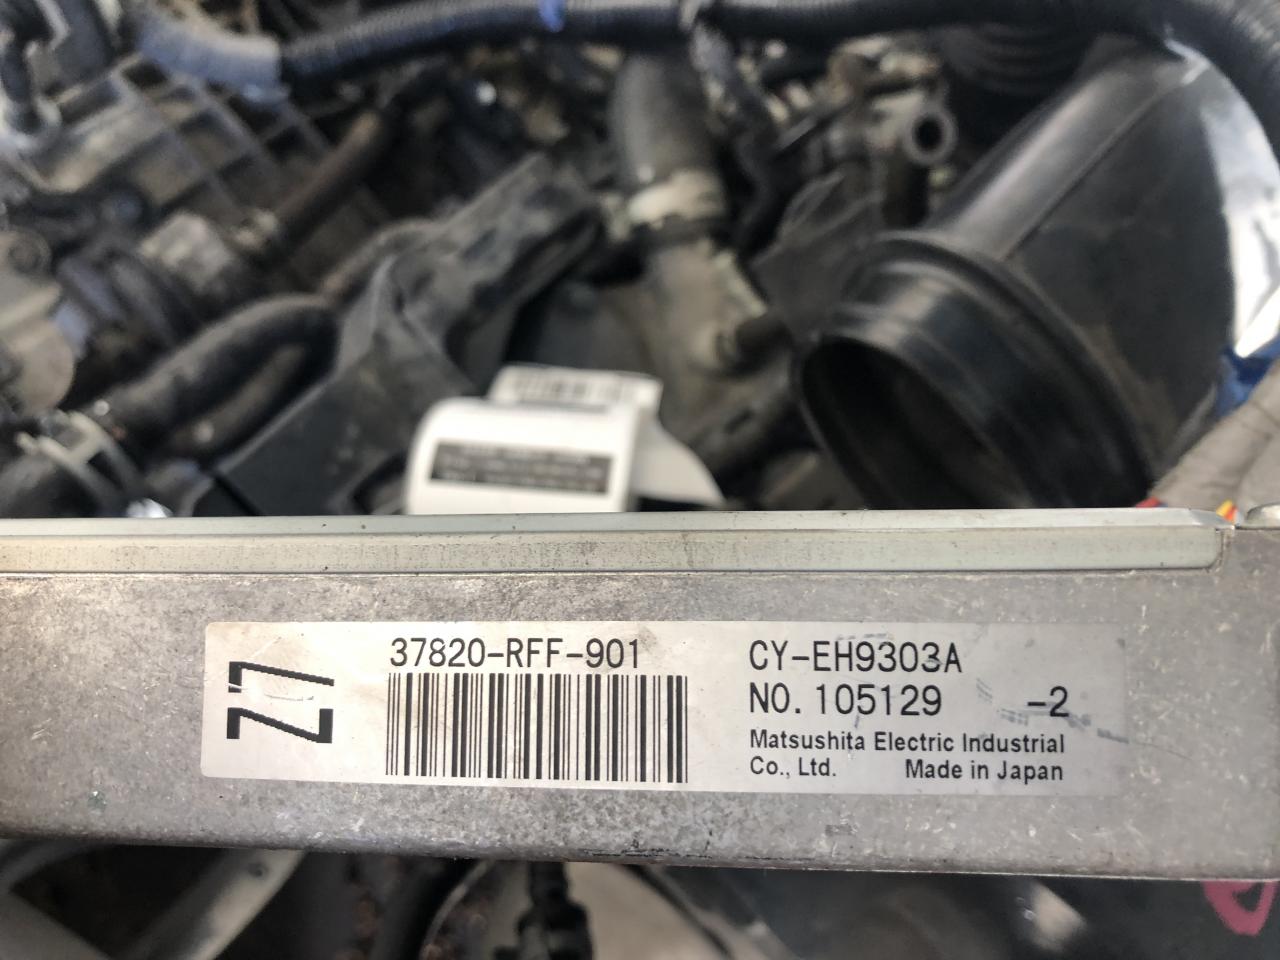 Z7
37820-RFF-901
CY-EH9303A
NO. 105129 -2
Matsushita Electric Industrial
Co., Ltd. Made in Japan